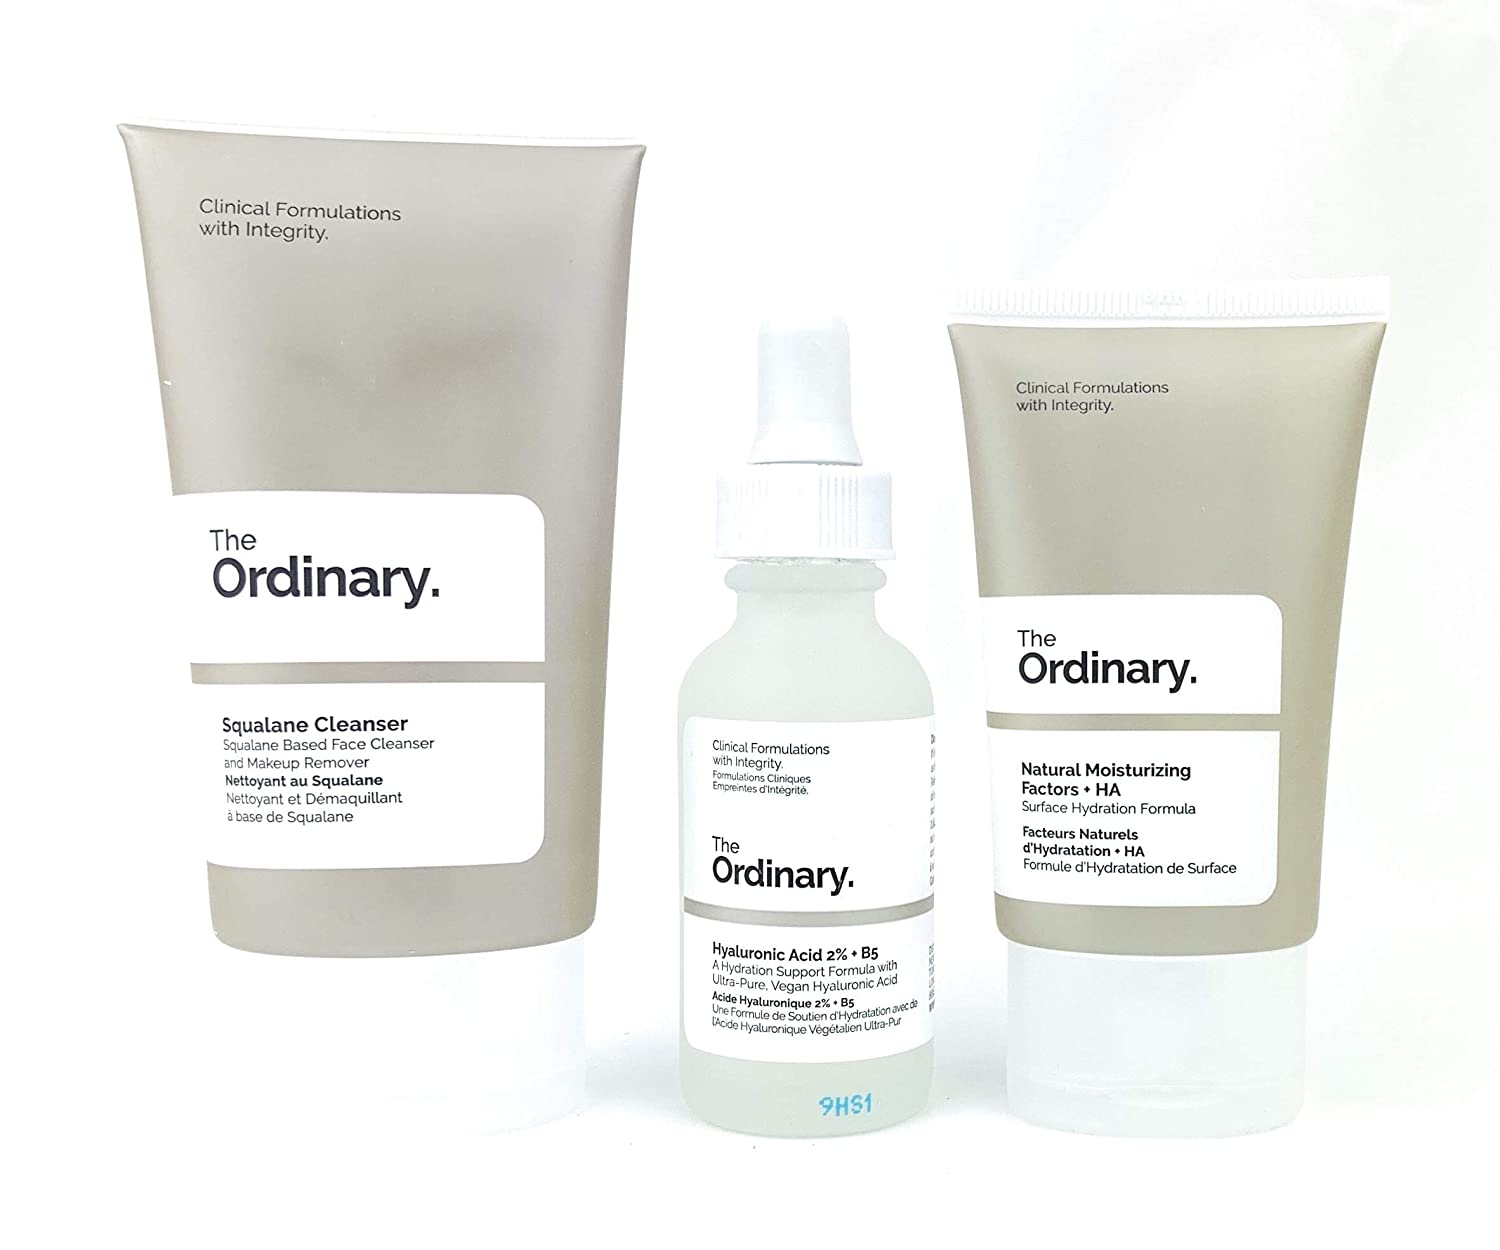 Clinical Formulations
with Integrity.
The
Ordinary.
Squalane Cleanser
Squalane Based Face Cleanser
and Makeup Remover
Nettoyant au Squalane
Nettoyant et Démaquillant
à base de Squalane
Clinical Formulations
with Integrity.
Formulations Cliniques
Empreintes d'Intégrité.
The
Ordinary.
Hyaluronic Acid 2% + B5
A Hydration Support Formula with
Ultra-Pure, Vegan Hyaluronic Acid
Acide Hyaluronique 2% + B5
Une Formule de Soutien d'Hydratation avec de
l'Acide Hyaluronique Végétalien Ultra-Pur
9HS1
Clinical Formulations
with Integrity.
The
Ordinary.
Natural Moisturizing
Factors + HA
Surface Hydration Formula
Facteurs Naturels
d'Hydratation + HA
Formule d'Hydratation de Surface